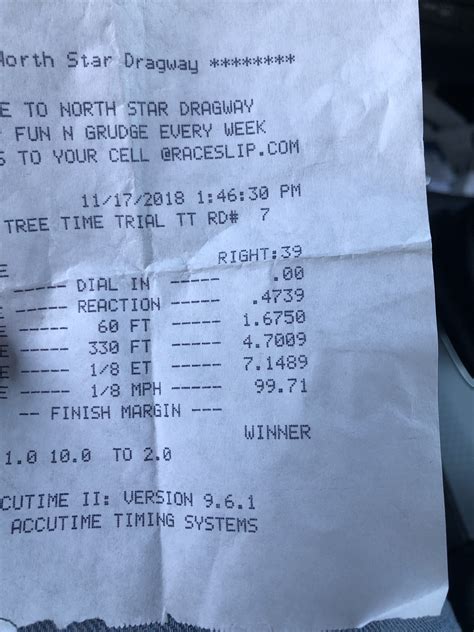 North Star Dragway ********
E TO NORTH STAR DRAGWAY
FUN N GRUDGE EVERY WEEK
S TO YOUR CELL @RACESLIP.COM
11/17/2018 1:46:30 PM
TREE TIME TRIAL TT RD# 7
E RIGHT:39
----- DIAL IN ----- .00
E ----- REACTION ----- .4739
E ----- 60 FT ----- 1.6750
E ----- 330 FT ----- 4.7009
E ----- 1/8 ET ----- 7.1489
E ----- 1/8 MPH ----- 99.71
-- FINISH MARGIN ---
WINNER
1.0 10.0 TO 2.0
CUTIME II: VERSION 9.6.1
ACCUTIME TIMING SYSTEMS